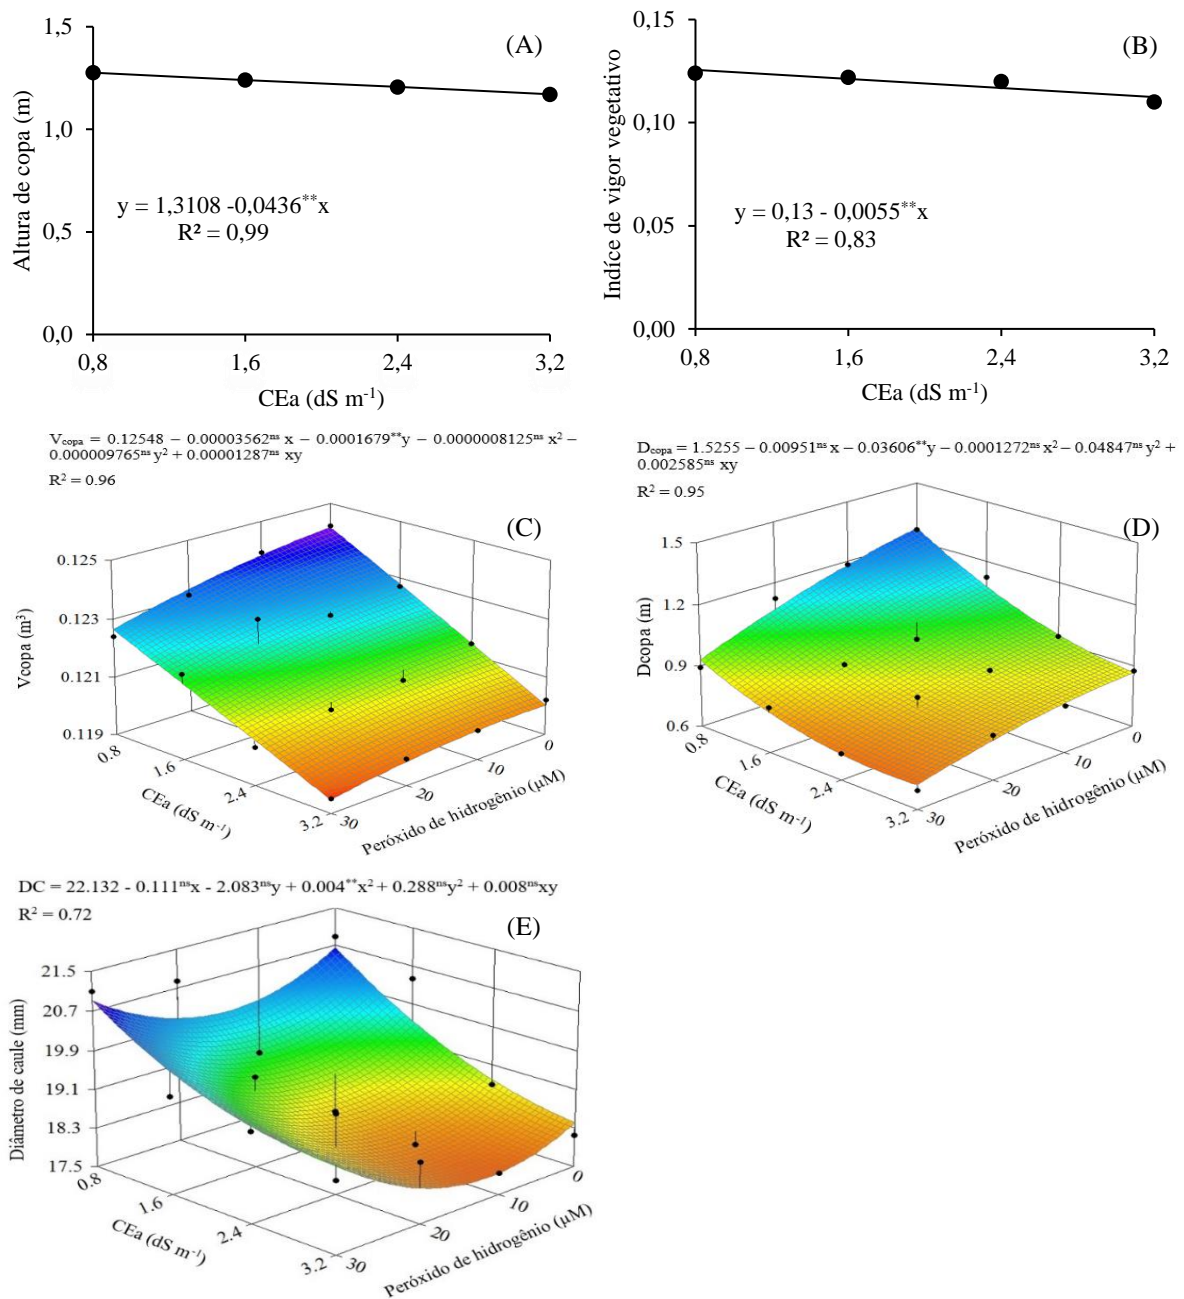 (A)
1,5
1,0
0,5
0,0
Altura de copa (m)
y = 1,3108 -0,0436**x
R² = 0,99
0,8 1,6 2,4 3,2
CEa (dS m-1)
(B)
0,15
0,10
0,05
0,00
Indíce de vigor vegetativo
y = 0,13 - 0,0055**x
R² = 0,83
0,8 1,6 2,4 3,2
CEa (dS m-1)
Vcopa = 0.12548 – 0.00003562ns x – 0.0001679**y – 0.0000008125ns x2 –
0.000009765ns y2 + 0.00001287ns xy
R2 = 0.96
(C)
0.125
0.123
0.121
0.119
Vcopa (m3)
0.8 1.6 2.4 3.2
CEa (dS m-1)
30 20 10 0
Peróxido de hidrogênio (μM)
Dcopa = 1.5255 – 0.00951ns x – 0.03606**y – 0.0001272ns x2 – 0.04847ns y2 +
0.002585ns xy
R2 = 0.95
(D)
1.5
1.2
0.9
0.6
Dcopa (m)
0.8 1.6 2.4 3.2
CEa (dS m-1)
30 20 10 0
Peróxido de hidrogênio (μM)
DC = 22.132 - 0.111nsx - 2.083nsy + 0.004**x2 + 0.288nsy2 + 0.008nsxy
R2 = 0.72
(E)
21.5
20.7
19.9
19.1
18.3
17.5
Diâmetro de caule (mm)
0.8 1.6 2.4 3.2
CEa (dS m-1)
30 20 10 0
Peróxido de hidrogênio (μM)